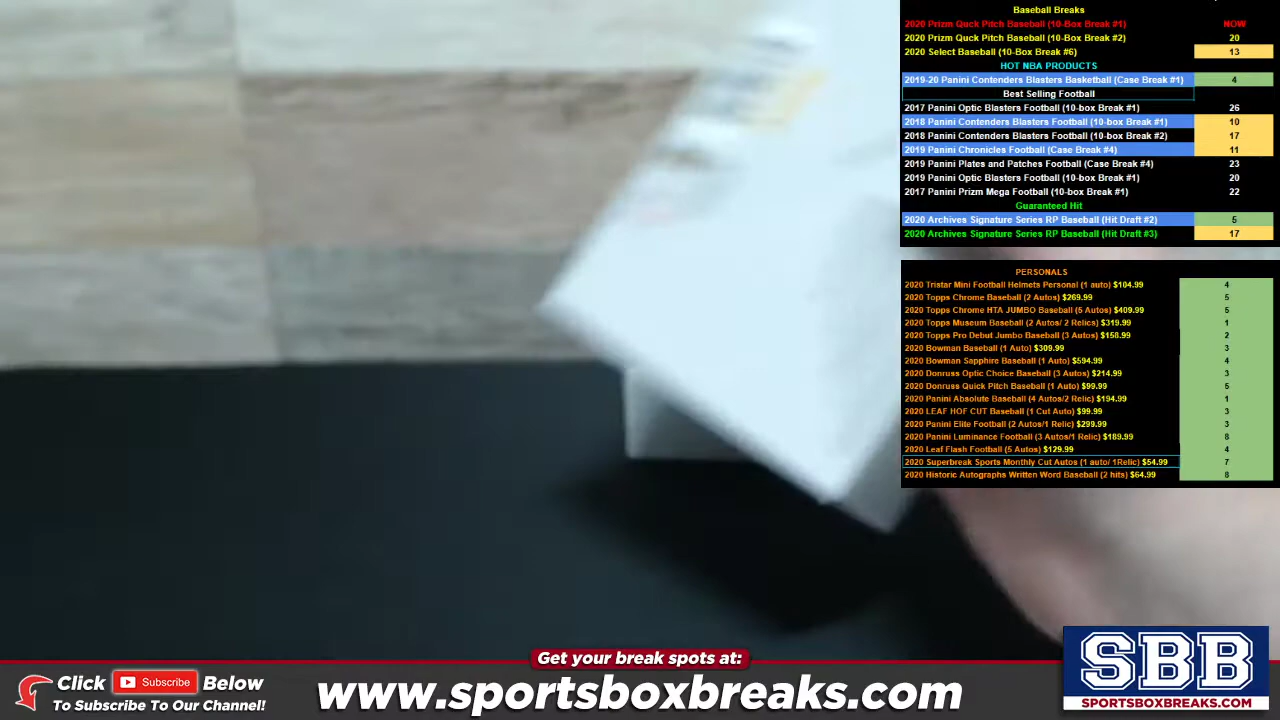 Baseball Breaks
2020 Prizm Quck Pitch Baseball (10-Box Break #1) NOW
2020 Prizm Quck Pitch Baseball (10-Box Break #2) 20
2020 Select Baseball (10-Box Break #6) 13
HOT NBA PRODUCTS
2019-20 Panini Contenders Blasters Basketball (Case Break #1) 4
Best Selling Football
2017 Panini Optic Blasters Football (10-box Break #1) 26
2018 Panini Contenders Blasters Football (10-box Break #1) 10
2018 Panini Contenders Blasters Football (10-box Break #2) 17
2019 Panini Chronicles Football (Case Break #4) 11
2019 Panini Plates and Patches Football (Case Break #4) 23
2019 Panini Optic Blasters Football (10-box Break #1) 20
2017 Panini Prizm Mega Football (10-box Break #1) 22
Guaranteed Hit
2020 Archives Signature Series RP Baseball (Hit Draft #2) 5
2020 Archives Signature Series RP Baseball (Hit Draft #3) 17
PERSONALS
2020 Tristar Mini Football Helmets Personal (1 auto) $104.99 4
2020 Topps Chrome Baseball (2 Autos) $269.99 5
2020 Topps Chrome HTA JUMBO Baseball (5 Autos) $409.99 5
2020 Topps Museum Baseball (2 Autos/ 2 Relics) $319.99 1
2020 Topps Pro Debut Jumbo Baseball (3 Autos) $158.99 2
2020 Bowman Baseball (1 Auto) $309.99 3
2020 Bowman Sapphire Baseball (1 Auto) $594.99 4
2020 Donruss Optic Choice Baseball (3 Autos) $214.99 3
2020 Donruss Quick Pitch Baseball (1 Auto) $99.99 5
2020 Panini Absolute Baseball (4 Autos/2 Relic) $194.99 1
2020 LEAF HOF CUT Baseball (1 Cut Auto) $99.99 3
2020 Panini Elite Football (2 Autos/1 Relic) $299.99 3
2020 Panini Luminance Football (3 Autos/1 Relic) $189.99 8
2020 Leaf Flash Football (5 Autos) $129.99 4
2020 Superbreak Sports Monthly Cut Autos (1 auto/ 1Relic) $54.99 7
2020 Historic Autographs Written Word Baseball (2 hits) $64.99 8
Get your break spots at:
Click Subscribe Below
To Subscribe To Our Channel!
www.sportsboxbreaks.com
SBB
SPORTSBOXBREAKS.COM